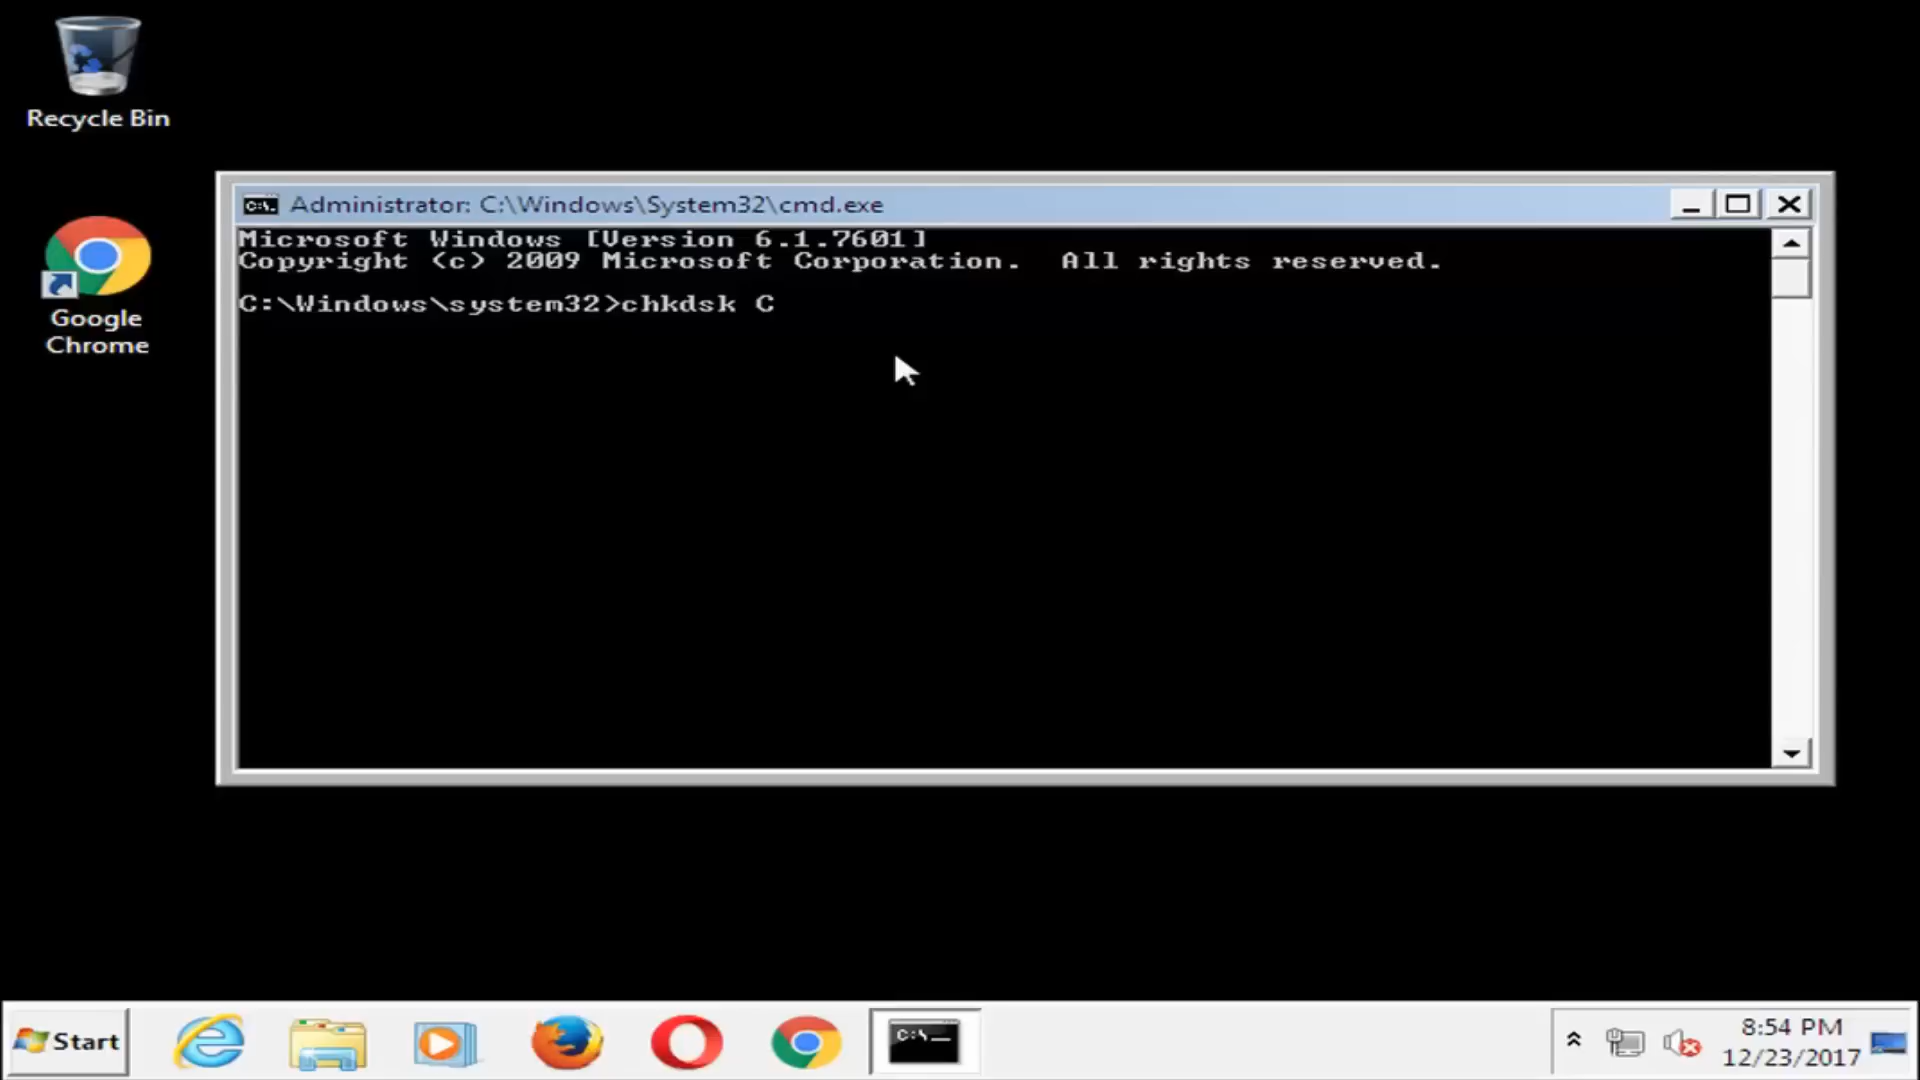 Recycle Bin
Google
Chrome
Administrator: C:\Windows\System32\cmd.exe
Microsoft Windows [Version 6.1.7601]
Copyright (c) 2009 Microsoft Corporation.  All rights reserved.
C:\Windows\system32>chkdsk C
Start
8:54 PM
12/23/2017